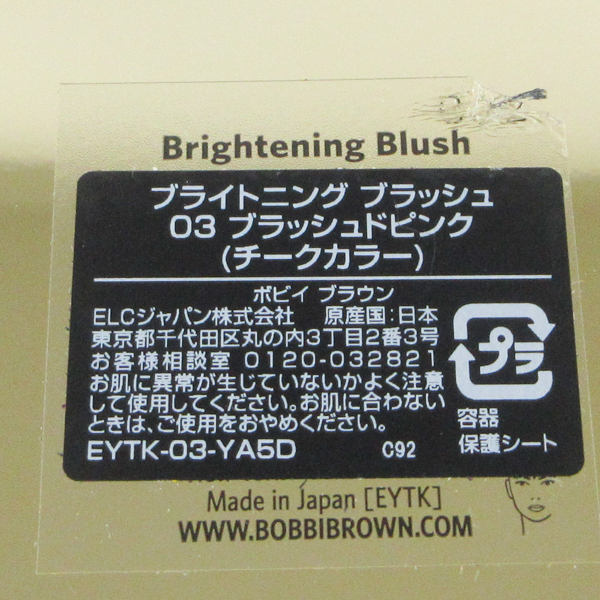 Brightening Blush
ブライトニング ブラッシュ
03 ブラッシュドピンク
(チークカラー)
ボビイ ブラウン
ELCジャパン株式会社 原産国:日本
東京都千代田区丸の内3丁目2番3号
お客様相談室 0120-032821
お肌に異常が生じていないかよく注意
して使用してください。お肌に合わない
ときは、ご使用をおやめください。
EYTK-03-YA5D C92
プラ
容器
保護シート
Made in Japan [EYTK]
WWW.BOBBIBROWN.COM